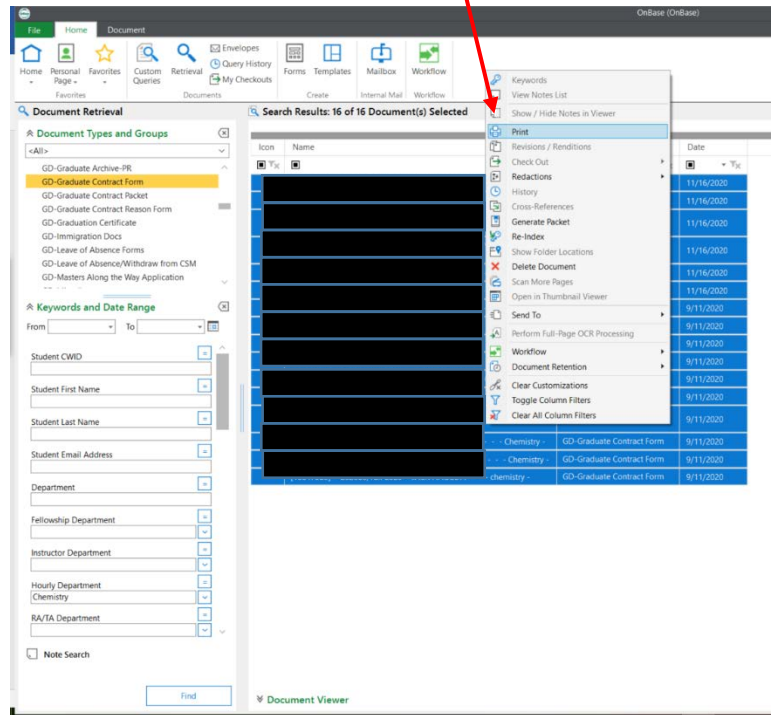 OnBase (OnBase)
File Home Document
Home Personal Page Favorites Custom Queries Retrieval Envelopes Query History My Checkouts Forms Templates Mailbox Workflow
Favorites Documents Create Internal Mail Workflow
Document Retrieval
Document Types and Groups
<All>
GD-Graduate Archive-PR
GD-Graduate Contract Form
GD-Graduate Contract Packet
GD-Graduate Contract Reason Form
GD-Graduation Certificate
GD-Immigration Docs
GD-Leave of Absence Forms
GD-Leave of Absence/Withdraw from CSM
GD-Masters Along the Way Application
Keywords and Date Range
From To
Student CWID
Student First Name
Student Last Name
Student Email Address
Department
Fellowship Department
Instructor Department
Hourly Department
Chemistry
RA/TA Department
Note Search
Find
Search Results: 16 of 16 Document(s) Selected
Icon Name Date
11/16/2020
11/16/2020
11/16/2020
11/16/2020
11/16/2020
11/16/2020
9/11/2020
9/11/2020
9/11/2020
9/11/2020
9/11/2020
9/11/2020
9/11/2020
- - - Chemistry - GD-Graduate Contract Form 9/11/2020
- - Chemistry - GD-Graduate Contract Form 9/11/2020
- chemistry - GD-Graduate Contract Form 9/11/2020
Keywords
View Notes List
Show / Hide Notes in Viewer
Print
Revisions / Renditions
Check Out
Redactions
History
Cross-References
Generate Packet
Re-Index
Show Folder Locations
Delete Document
Scan More Pages
Open in Thumbnail Viewer
Send To
Perform Full-Page OCR Processing
Workflow
Document Retention
Clear Customizations
Toggle Column Filters
Clear All Column Filters
Document Viewer